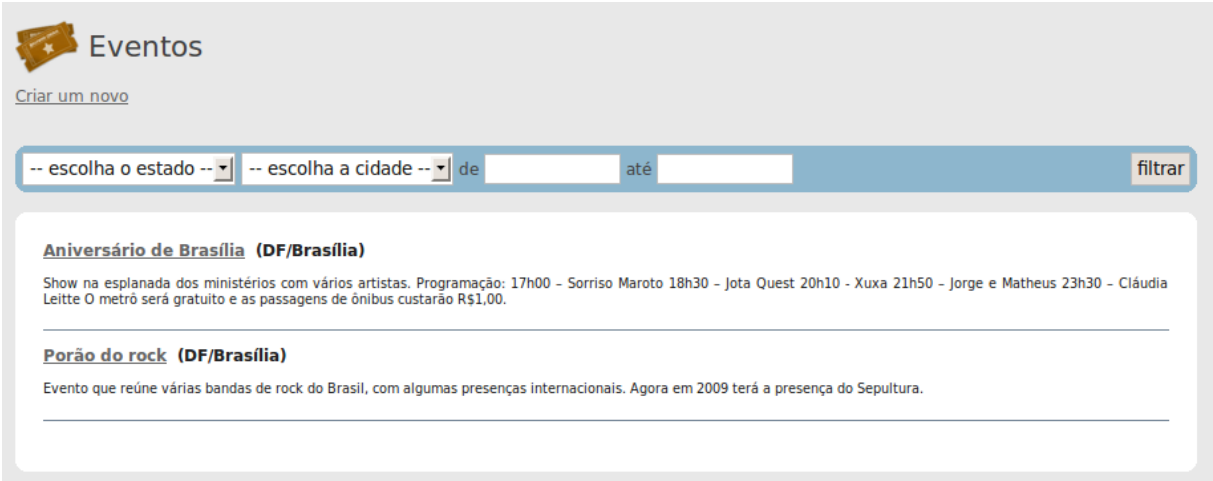 Eventos
Criar um novo
-- escolha o estado -- -- escolha a cidade -- de até filtrar
Aniversário de Brasília (DF/Brasília)
Show na esplanada dos ministérios com vários artistas. Programação: 17h00 – Sorriso Maroto 18h30 – Jota Quest 20h10 - Xuxa 21h50 – Jorge e Matheus 23h30 – Cláudia
Leitte O metrô será gratuito e as passagens de ônibus custarão R$1,00.
Porão do rock (DF/Brasília)
Evento que reúne várias bandas de rock do Brasil, com algumas presenças internacionais. Agora em 2009 terá a presença do Sepultura.